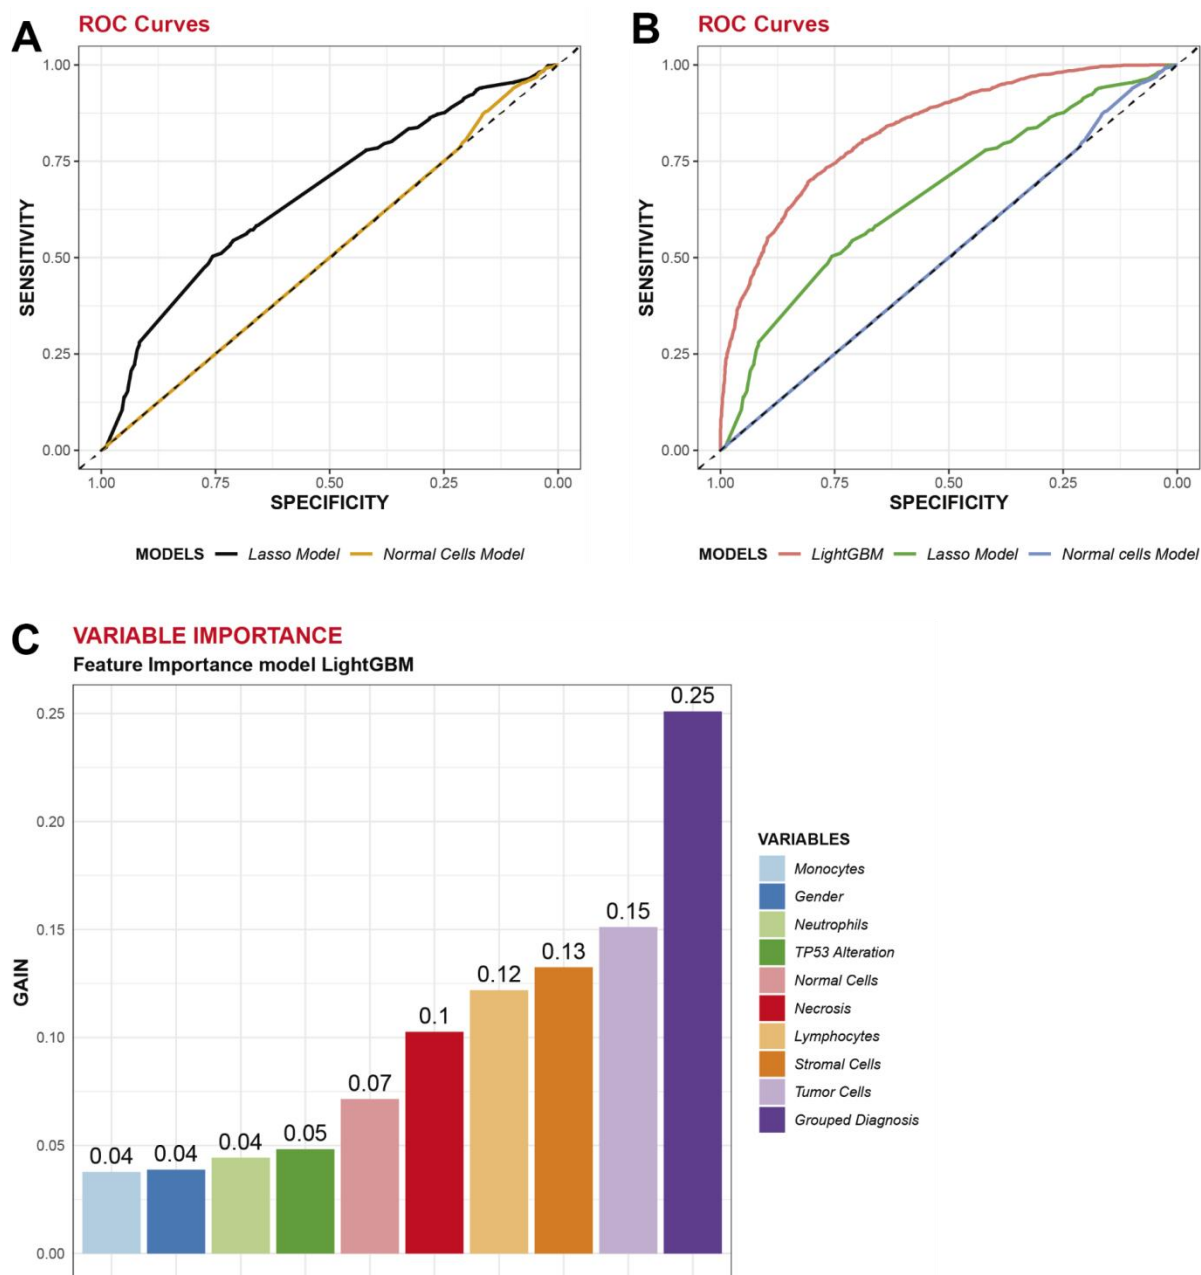 A
ROC Curves
SENSITIVITY
1.00
0.75
0.50
0.25
0.00
1.00 0.75 0.50 0.25 0.00
SPECIFICITY
MODELS Lasso Model Normal Cells Model
B
ROC Curves
SENSITIVITY
1.00
0.75
0.50
0.25
0.00
1.00 0.75 0.50 0.25 0.00
SPECIFICITY
MODELS LightGBM Lasso Model Normal cells Model
C
VARIABLE IMPORTANCE
Feature Importance model LightGBM
GAIN
0.25
0.20
0.15
0.10
0.05
0.00
0.04 0.04 0.04 0.05 0.07 0.1 0.12 0.13 0.15 0.25
VARIABLES
Monocytes
Gender
Neutrophils
TP53 Alteration
Normal Cells
Necrosis
Lymphocytes
Stromal Cells
Tumor Cells
Grouped Diagnosis